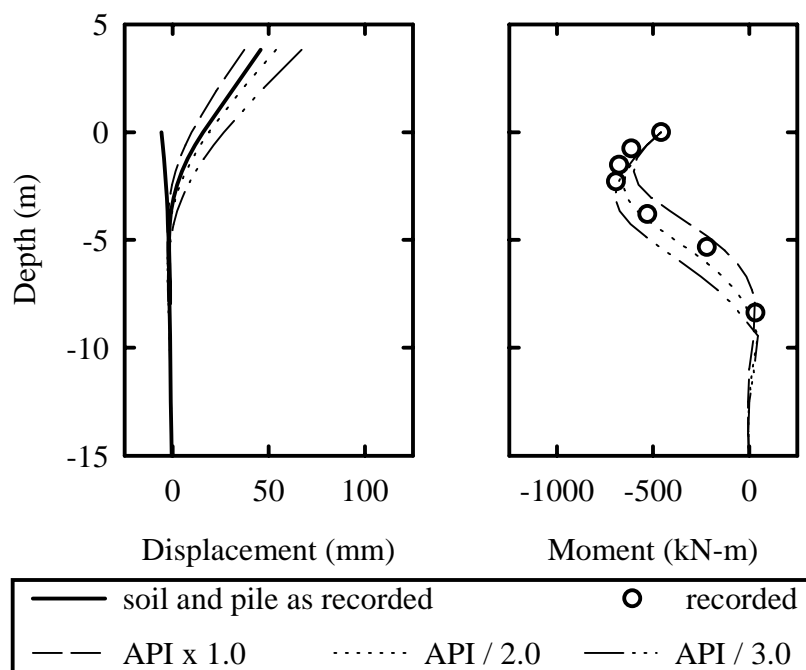 5
0
-5
-10
-15
Depth (m)
0 50 100
-1000 -500 0
Displacement (mm) Moment (kN-m)
soil and pile as recorded recorded
API x 1.0 API / 2.0 API / 3.0